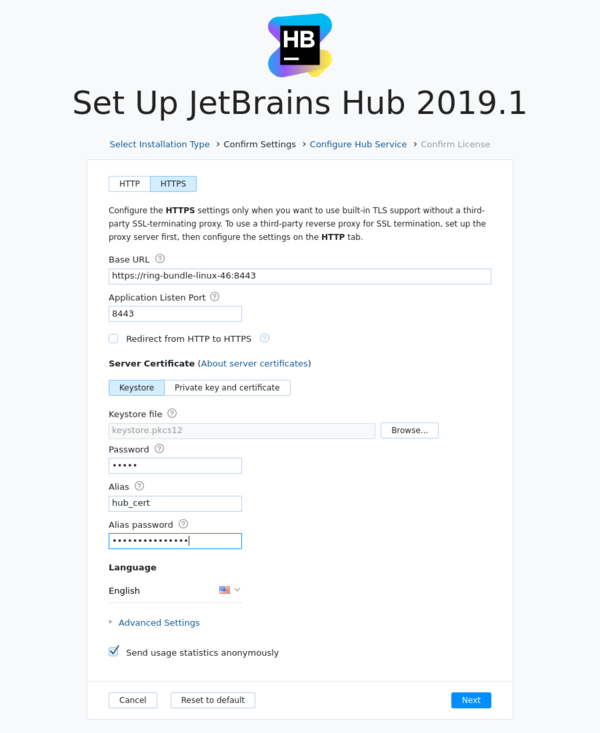 HB
Set Up JetBrains Hub 2019.1
Select Installation Type › Confirm Settings › Configure Hub Service › Confirm License
HTTP HTTPS
Configure the HTTPS settings only when you want to use built-in TLS support without a third-
party SSL-terminating proxy. To use a third-party reverse proxy for SSL termination, set up the
proxy server first, then configure the settings on the HTTP tab.
Base URL ?
https://ring-bundle-linux-46:8443
Application Listen Port ?
8443
Redirect from HTTP to HTTPS ?
Server Certificate (About server certificates)
Keystore Private key and certificate
Keystore file ?
keystore.pkcs12 Browse...
Password ?
•••••
Alias ?
hub_cert
Alias password ?
•••••••••••••••
Language
English
Advanced Settings
Send usage statistics anonymously
Cancel Reset to default Next